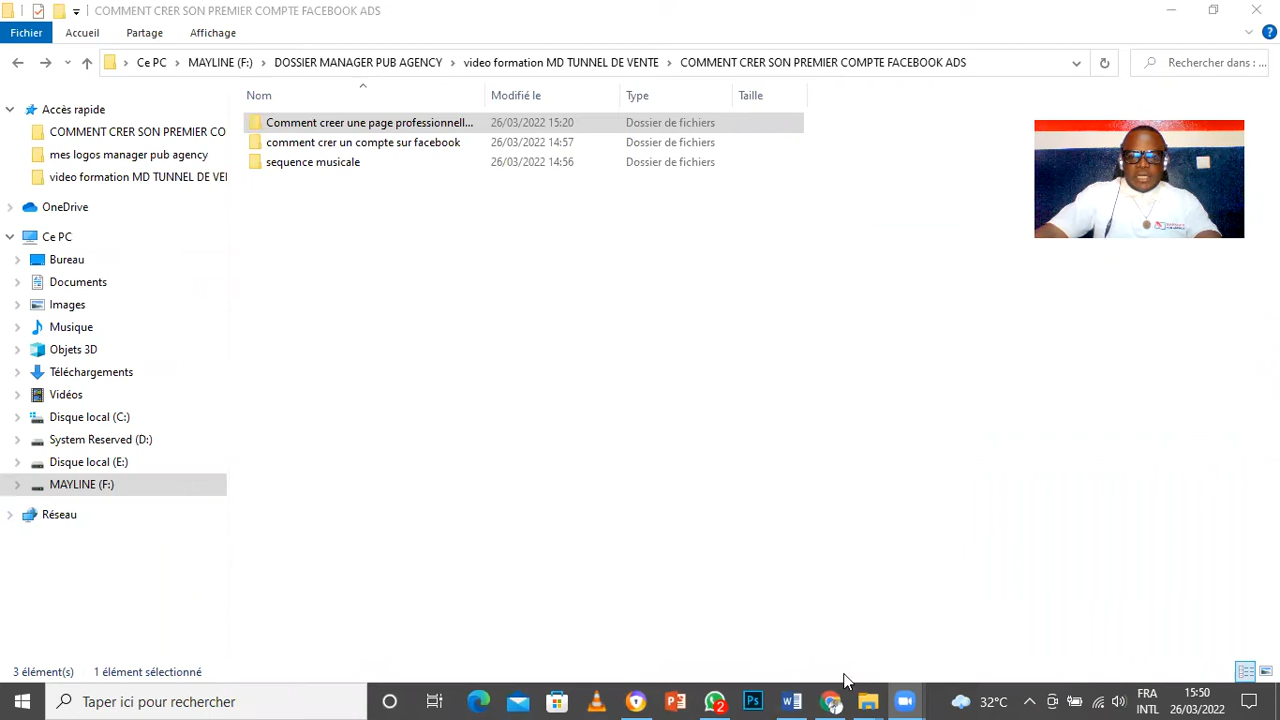 COMMENT CRER SON PREMIER COMPTE FACEBOOK ADS
Fichier Accueil Partage Affichage
Ce PC MAYLINE (F:) DOSSIER MANAGER PUB AGENCY video formation MD TUNNEL DE VENTE COMMENT CRER SON PREMIER COMPTE FACEBOOK ADS Rechercher dans : ...
Nom Modifié le Type Taille
Comment creer une page professionnell... 26/03/2022 15:20 Dossier de fichiers
comment crer un compte sur facebook 26/03/2022 14:57 Dossier de fichiers
sequence musicale 26/03/2022 14:56 Dossier de fichiers
Accès rapide
COMMENT CRER SON PREMIER CO
mes logos manager pub agency
video formation MD TUNNEL DE VEI
OneDrive
Ce PC
Bureau
Documents
Images
Musique
Objets 3D
Téléchargements
Vidéos
Disque local (C:)
System Reserved (D:)
Disque local (E:)
MAYLINE (F:)
Réseau
3 élément(s) 1 élément sélectionné
Taper ici pour rechercher
2
32°C
FRA
INTL
15:50
26/03/2022